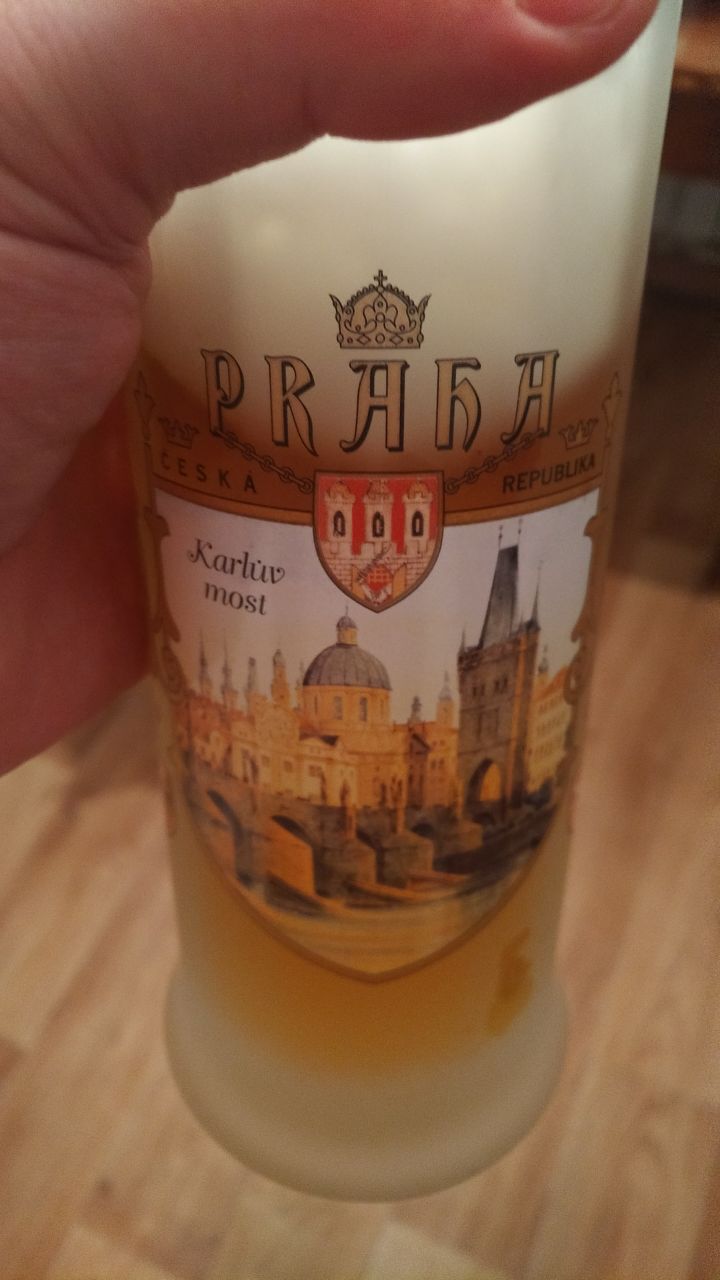 PRAHA
ČESKÁ REPUBLIKA
Karlův
most